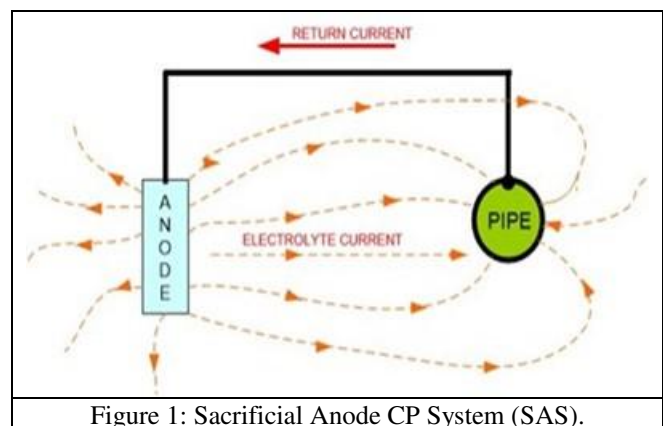 RETURN CURRENT
A
N
O
D
E
PIPE
ELECTROLYTE CURRENT
Figure 1: Sacrificial Anode CP System (SAS).